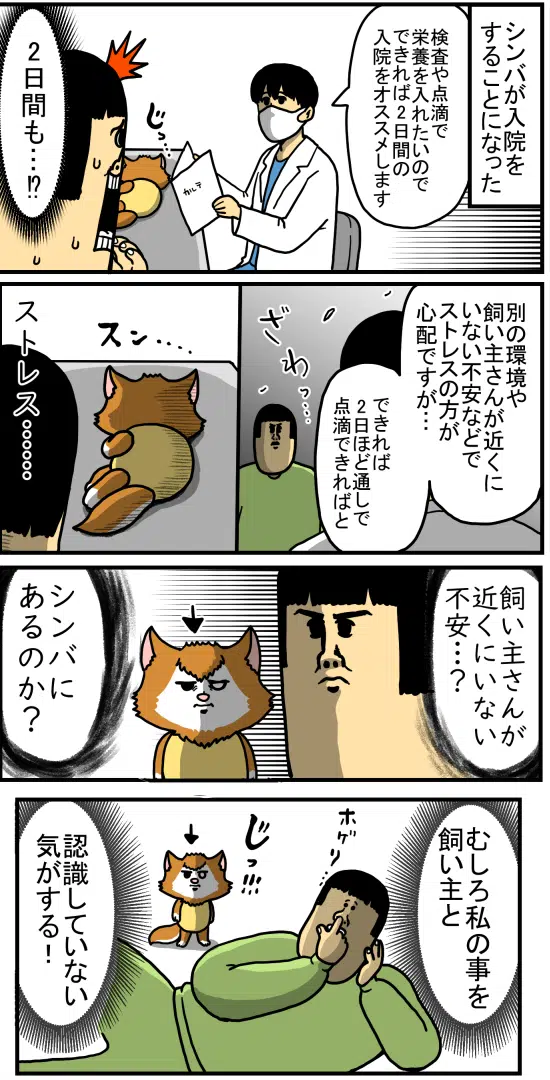 シンバが入院を
することになった
検査や点滴で
栄養を入れたいので
できれば2日間の
入院をオススメします
カルテ
じっ…
2日間も…!?
別の環境や
飼い主さんが近くに
いない不安などで
ストレスの方が
心配ですが…
できれば
2日ほど通しで
点滴できればと
ざわっ…
スン….
ストレス……
飼い主さんが
近くにいない
不安…?
シンバに
あるのか?
むしろ私の事を
飼い主と
ホゲリ…
じっ!!!
認識していない
気がする!